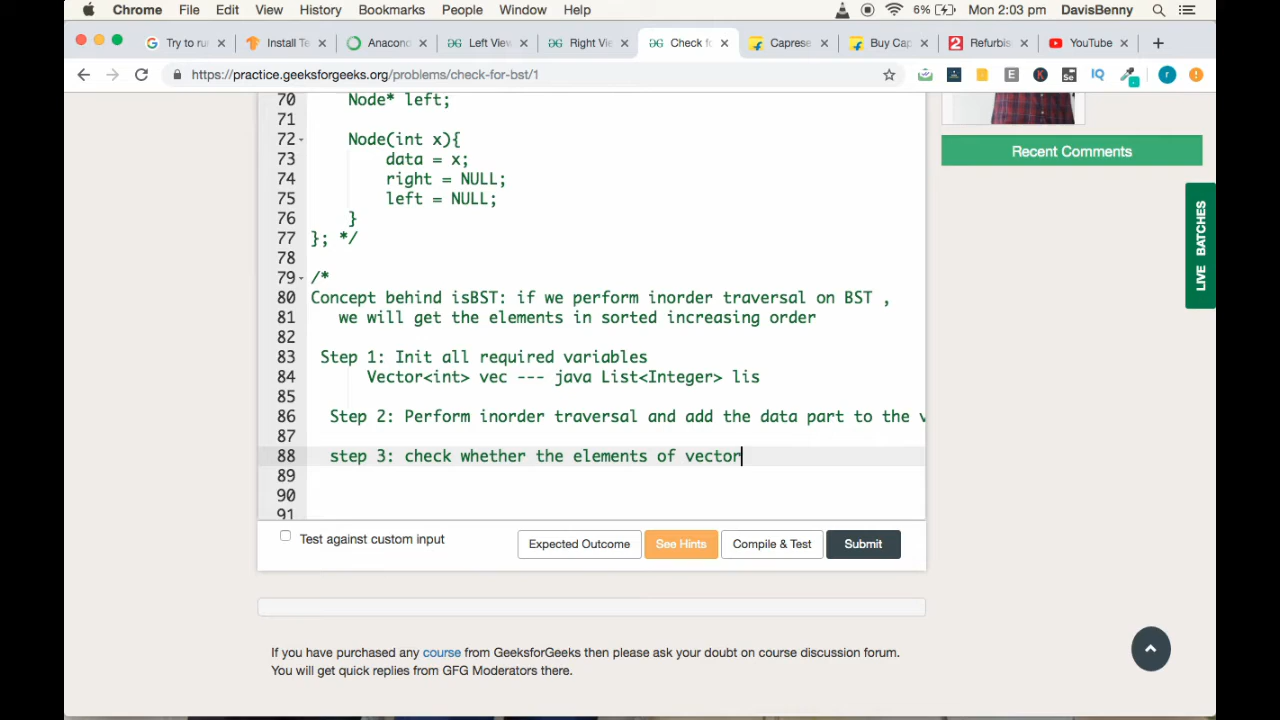 Chrome File Edit View History Bookmarks People Window Help 6% Mon 2:03 pm DavisBenny
Try to ru Install Te Anacon Left View Right Vi Check f Caprese Buy Cap Refurbis YouTube
https://practice.geeksforgeeks.org/problems/check-for-bst/1
70 Node* left;
71
72 Node(int x){
73 data = x;
74 right = NULL;
75 left = NULL;
76 }
77 }; */
78
79 /*
80 Concept behind isBST: if we perform inorder traversal on BST ,
81 we will get the elements in sorted increasing order
82
83 Step 1: Init all required variables
84 Vector<int> vec --- java List<Integer> lis
85
86 Step 2: Perform inorder traversal and add the data part to the v
87
88 step 3: check whether the elements of vector
89
90
91
Recent Comments
LIVE BATCHES
Test against custom input
Expected Outcome See Hints Compile & Test Submit
If you have purchased any course from GeeksforGeeks then please ask your doubt on course discussion forum.
You will get quick replies from GFG Moderators there.